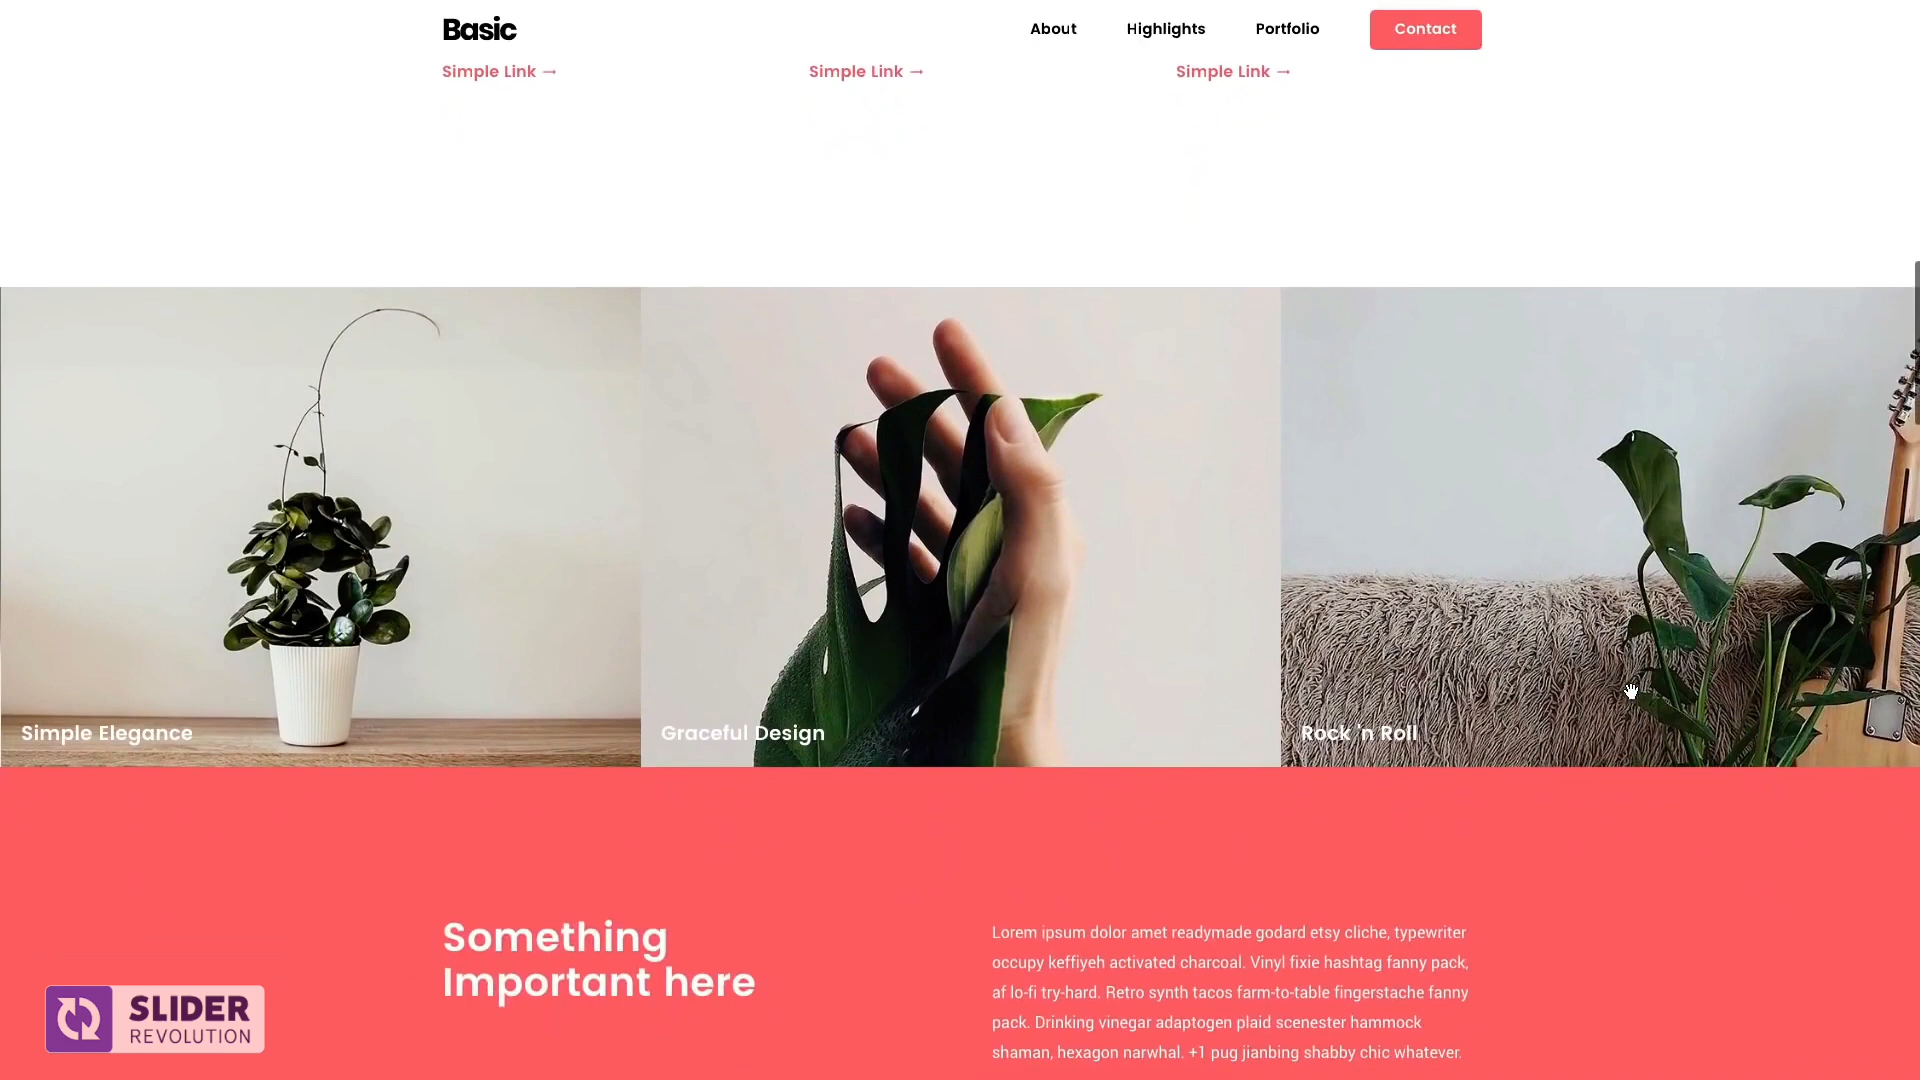 Basic
About
Highlights
Portfolio
Contact
Simple Link →
Simple Link →
Simple Link →
Simple Elegance
Graceful Design
Rock 'n Roll
Something
Important here
Lorem ipsum dolor amet readymade godard etsy cliche, typewriter
occupy keffiyeh activated charcoal. Vinyl fixie hashtag fanny pack,
af lo-fi try-hard. Retro synth tacos farm-to-table fingerstache fanny
pack. Drinking vinegar adaptogen plaid scenester hammock
shaman, hexagon narwhal. +1 pug jianbing shabby chic whatever.
SLIDER
REVOLUTION